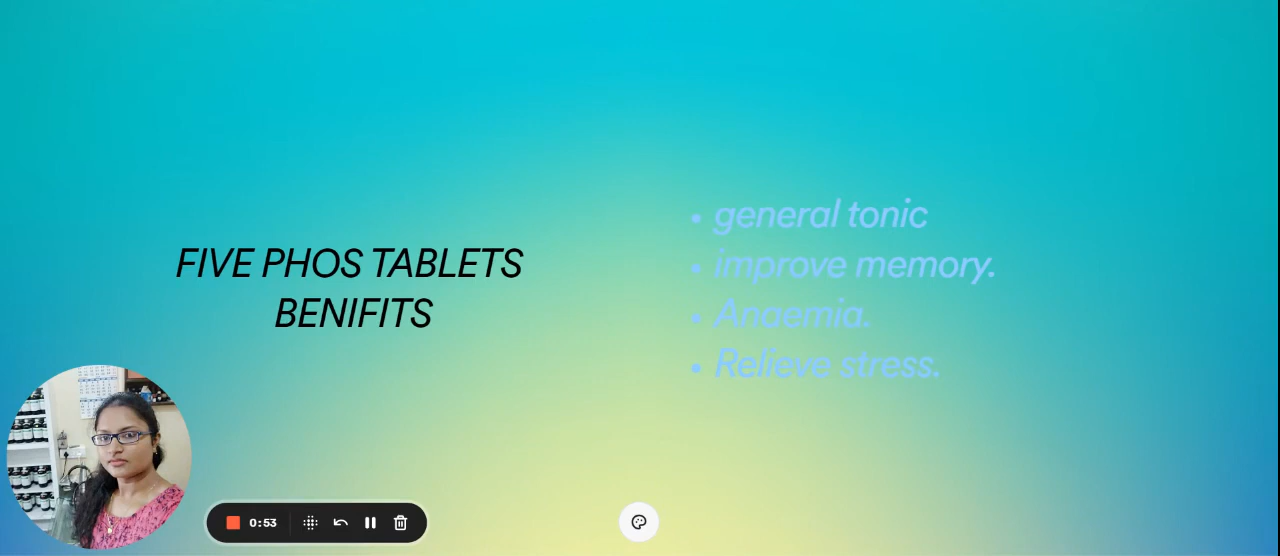 FIVE PHOS TABLETS
BENIFITS
• general tonic
• improve memory.
• Anaemia.
• Relieve stress.
0:53